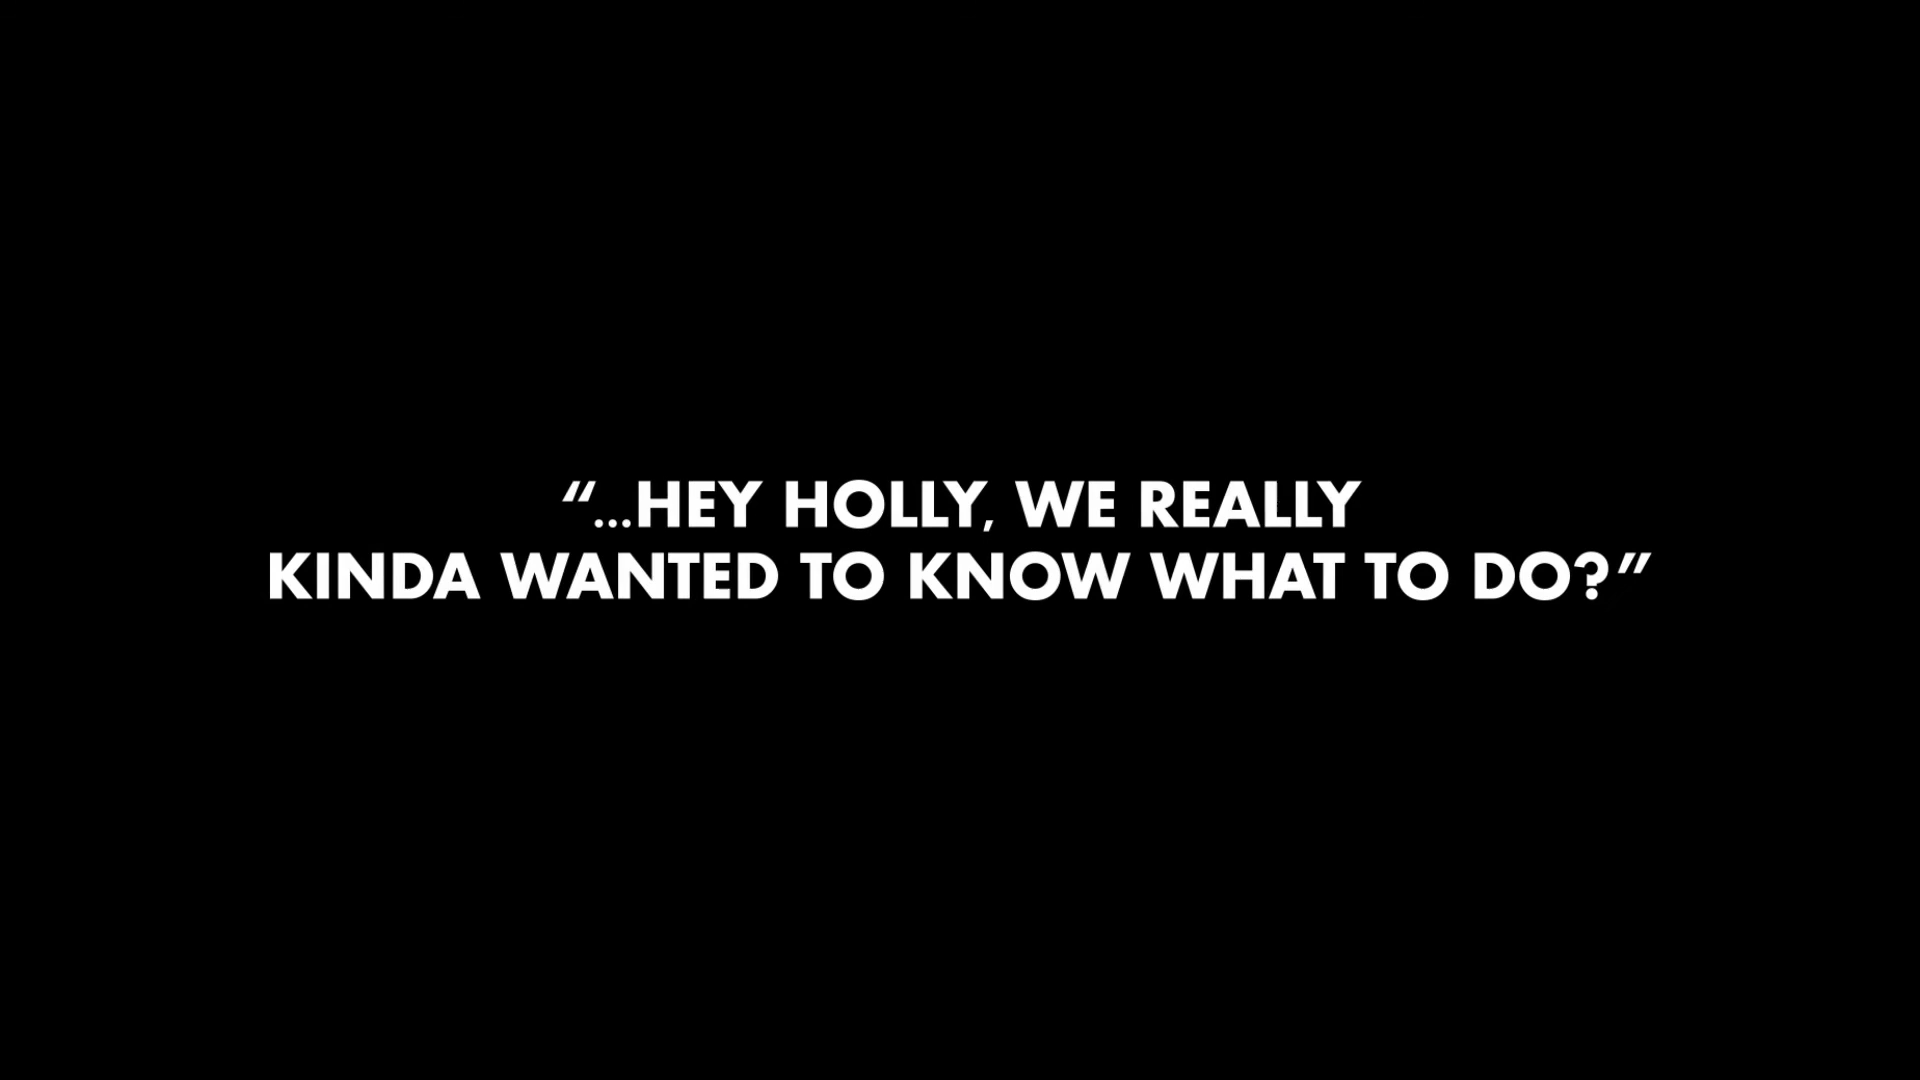 “...HEY HOLLY, WE REALLY
KINDA WANTED TO KNOW WHAT TO DO?”